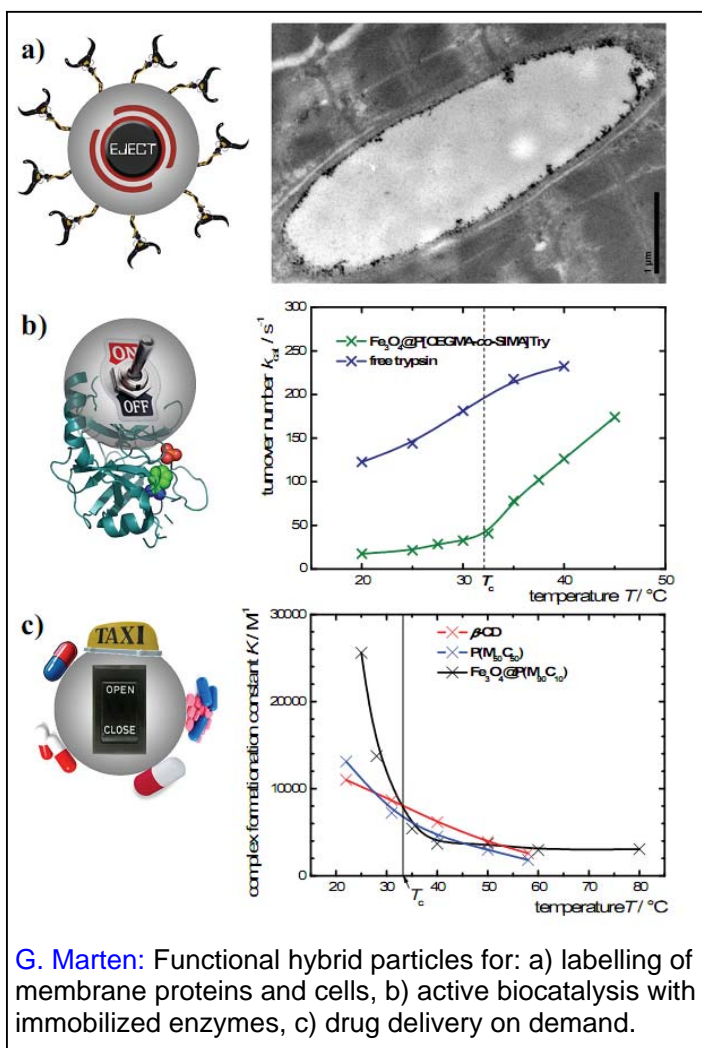 a)
EJECT
1 µm
b)
ON
OFF
turnover number k_cat / s⁻¹
300
250
200
150
100
50
0
Fe₃O₄@P[OEGMA-co-SIMA]Try
free trypsin
20 30 T_c 40 50
temperature T / °C
c)
TAXI
OPEN
CLOSE
complex formationation constant K / M⁻¹
30000
20000
10000
0
β-CD
P(M₅₀C₅₀)
Fe₃O₄@P(M₉₀C₁₀)
20 30 40 50 60 70 80
T_c
temperature T / °C
G. Marten: Functional hybrid particles for: a) labelling of
membrane proteins and cells, b) active biocatalysis with
immobilized enzymes, c) drug delivery on demand.